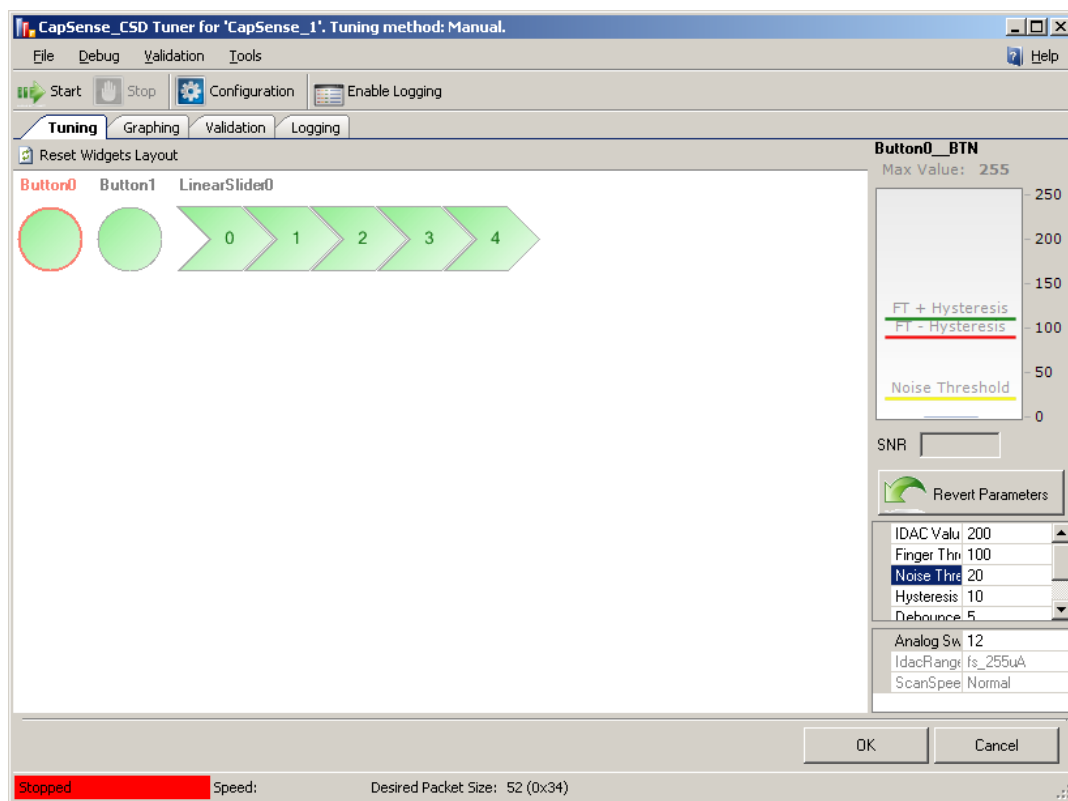 CapSense_CSD Tuner for 'CapSense_1'. Tuning method: Manual.
File Debug Validation Tools Help
Start Stop Configuration Enable Logging
Tuning Graphing Validation Logging
Reset Widgets Layout
Button0 Button1 LinearSlider0
0 1 2 3 4
Button0__BTN
Max Value: 255
250
200
150
FT + Hysteresis
FT - Hysteresis
100
50
Noise Threshold
0
SNR
Revert Parameters
IDAC Valu 200
Finger Thr 100
Noise Thre 20
Hysteresis 10
Debounce 5
Analog Sw 12
IdacRange fs_255uA
ScanSpee Normal
OK Cancel
Stopped Speed: Desired Packet Size: 52 (0x34)